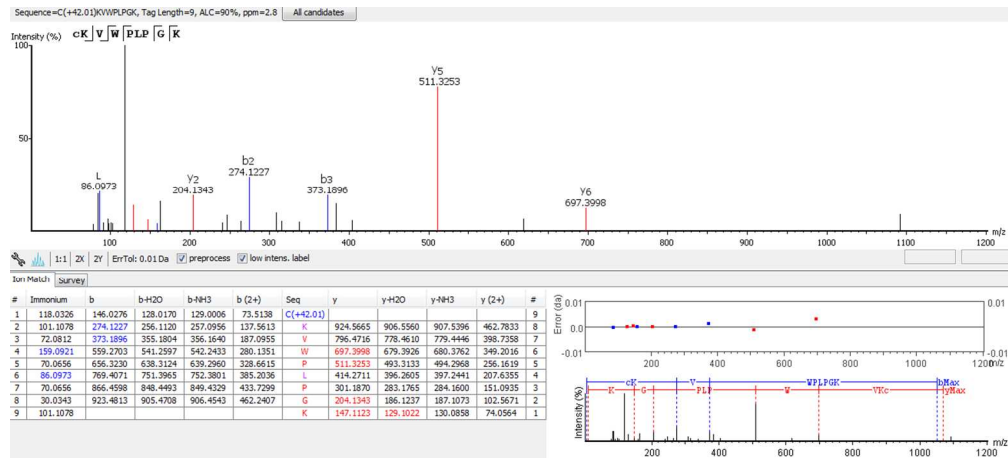 Sequence=C(+42.01)KVWPLPGK, Tag Length=9, ALC=90%, ppm=2.8 All candidates
Intensity (%) cK V W PLP G K
100
50
L 86.0973
y2 204.1343
b2 274.1227
b3 373.1896
y5 511.3253
y6 697.3998
100 200 300 400 500 600 700 800 900 1000 1100 1200 m/z
1:1 2X 2Y ErrTol: 0.01 Da preprocess low intens. label
Ion Match Survey
# Immonium b b-H2O b-NH3 b (2+) Seq y y-H2O y-NH3 y (2+) #
1 118.0326 146.0276 128.0170 129.0006 73.5138 C(+42.01) 9
2 101.1078 274.1227 256.1120 257.0956 137.5613 K 924.5665 906.5560 907.5396 462.7833 8
3 72.0812 373.1896 355.1804 356.1640 187.0955 V 796.4716 778.4610 779.4446 398.7358 7
4 159.0921 559.2703 541.2597 542.2433 280.1351 W 697.3998 679.3926 680.3762 349.2016 6
5 70.0656 656.3230 638.3124 639.2960 328.6615 P 511.3253 493.3133 494.2968 256.1619 5
6 86.0973 769.4071 751.3965 752.3801 385.2036 L 414.2711 396.2605 397.2441 207.6355 4
7 70.0656 866.4598 848.4493 849.4329 433.7299 P 301.1870 283.1765 284.1600 151.0935 3
8 30.0343 923.4813 905.4708 906.4543 462.2407 G 204.1343 186.1237 187.1073 102.5671 2
9 101.1078 K 147.1123 129.1022 130.0858 74.0564 1
Error (da)
0.01 0.01
0.0 0.0
-0.01 -0.01
200 400 600 800 1000 1200 m/z
Intensity (%)
cK V WPLPGK bMax
K G PLP W VKc yMax
200 400 600 800 1000 1200 m/z